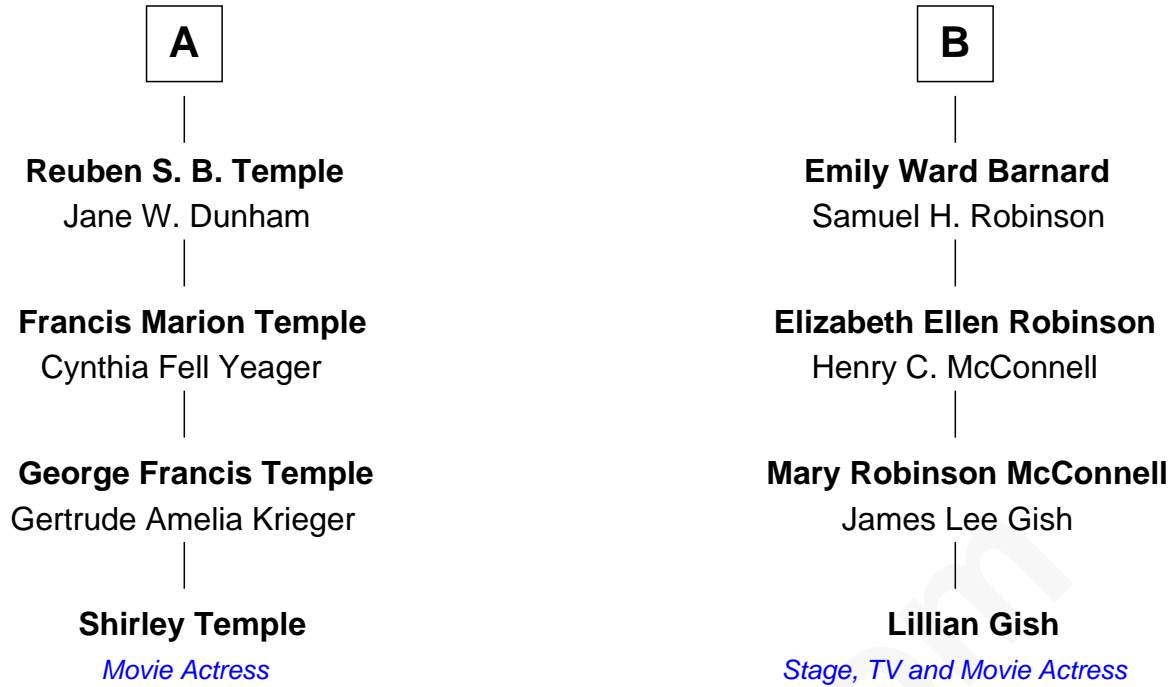 A
Reuben S. B. Temple
Jane W. Dunham
Francis Marion Temple
Cynthia Fell Yeager
George Francis Temple
Gertrude Amelia Krieger
Shirley Temple
Movie Actress
B
Emily Ward Barnard
Samuel H. Robinson
Elizabeth Ellen Robinson
Henry C. McConnell
Mary Robinson McConnell
James Lee Gish
Lillian Gish
Stage, TV and Movie Actress